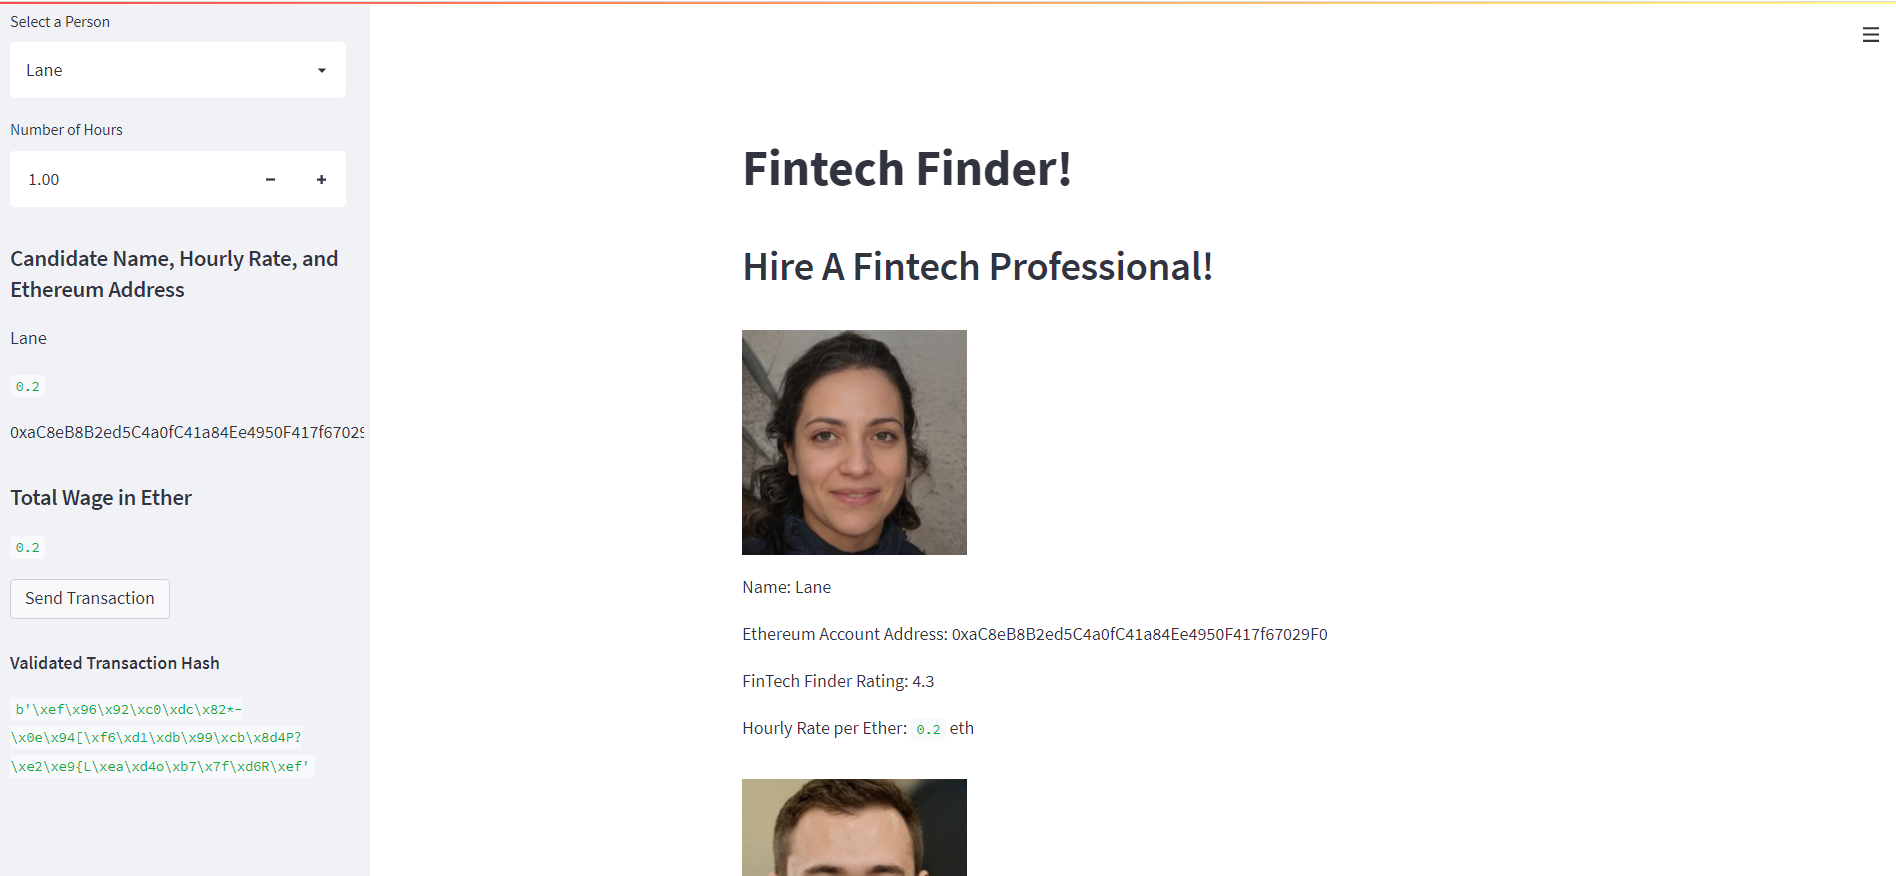 Select a Person
Lane
Number of Hours
1.00
Candidate Name, Hourly Rate, and
Ethereum Address
Lane
0.2
0xaC8eB8B2ed5C4a0fC41a84Ee4950F417f67029
Total Wage in Ether
0.2
Send Transaction
Validated Transaction Hash
b'\xef\x96\x92\xc0\xdc\x82*-
\x0e\x94[\xf6\xd1\xdb\x99\xcb\x8d4P?
\xe2\xe9{L\xea\xd4o\xb7\x7f\xd6R\xef'
Fintech Finder!
Hire A Fintech Professional!
Name: Lane
Ethereum Account Address: 0xaC8eB8B2ed5C4a0fC41a84Ee4950F417f67029F0
FinTech Finder Rating: 4.3
Hourly Rate per Ether: 0.2 eth